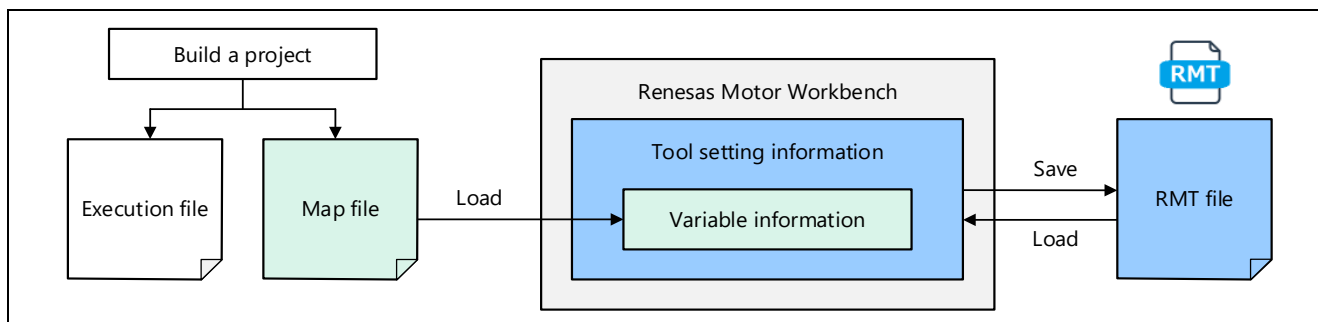 Build a project
Execution file
Map file
Load
Renesas Motor Workbench
Tool setting information
Variable information
Save
Load
RMT
RMT file